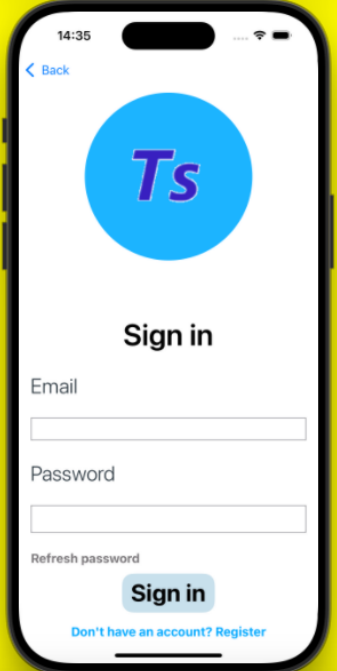 14:35
Back
Ts
Sign in
Email
Password
Refresh password
Sign in
Don't have an account? Register